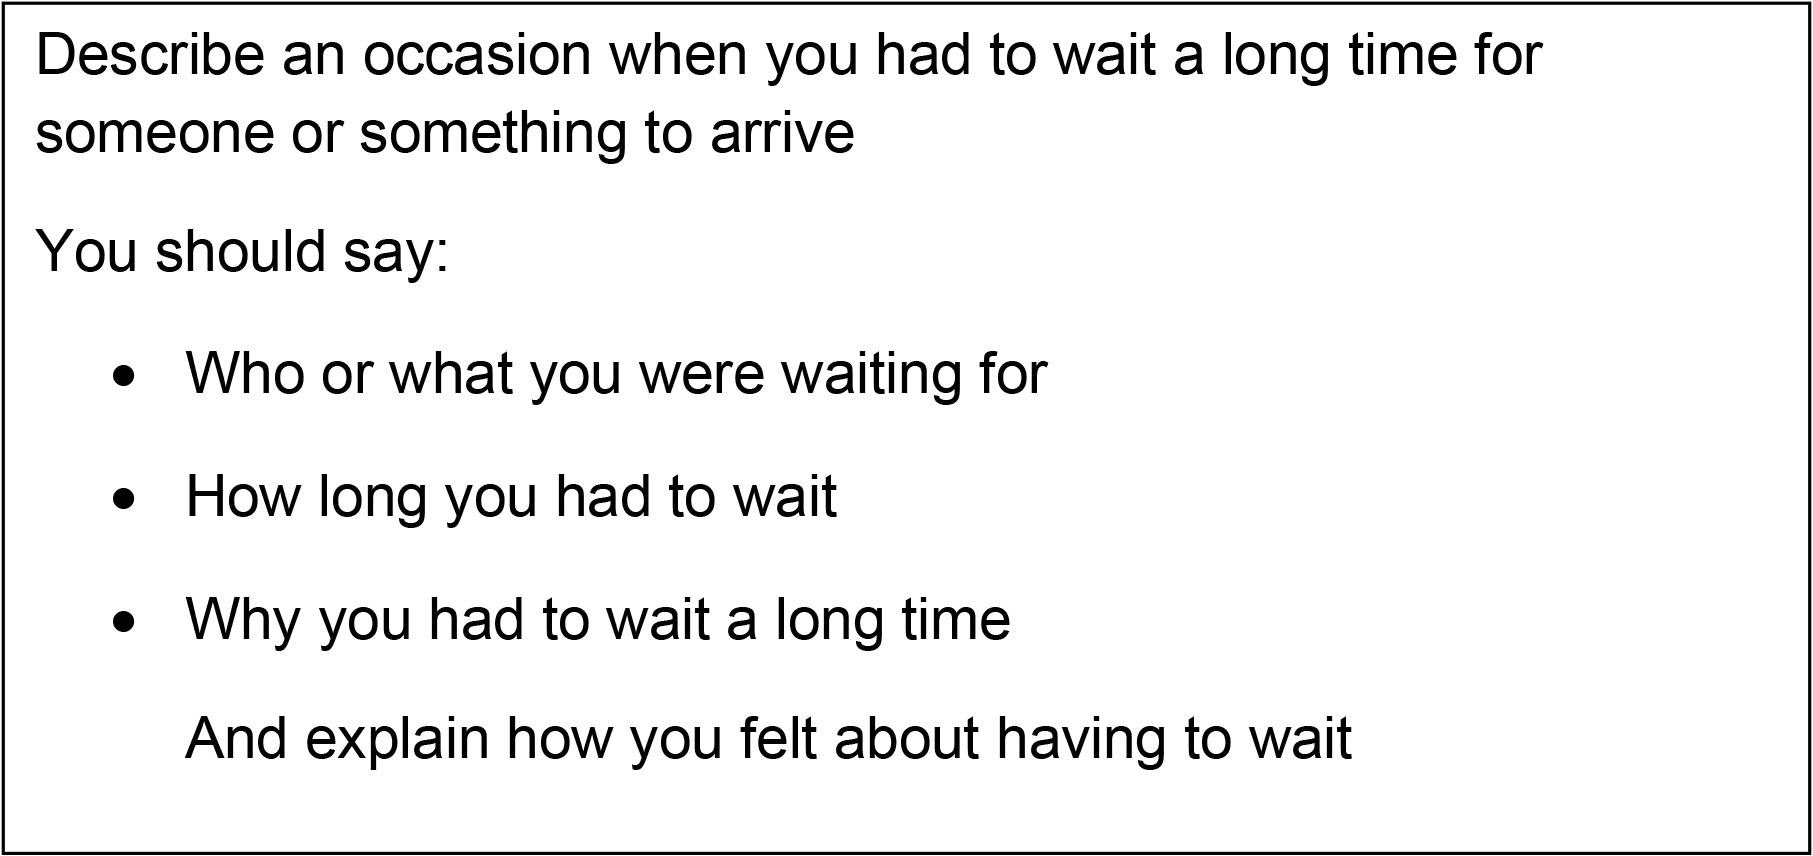 Describe an occasion when you had to wait a long time for
someone or something to arrive
You should say:
• Who or what you were waiting for
• How long you had to wait
• Why you had to wait a long time
And explain how you felt about having to wait